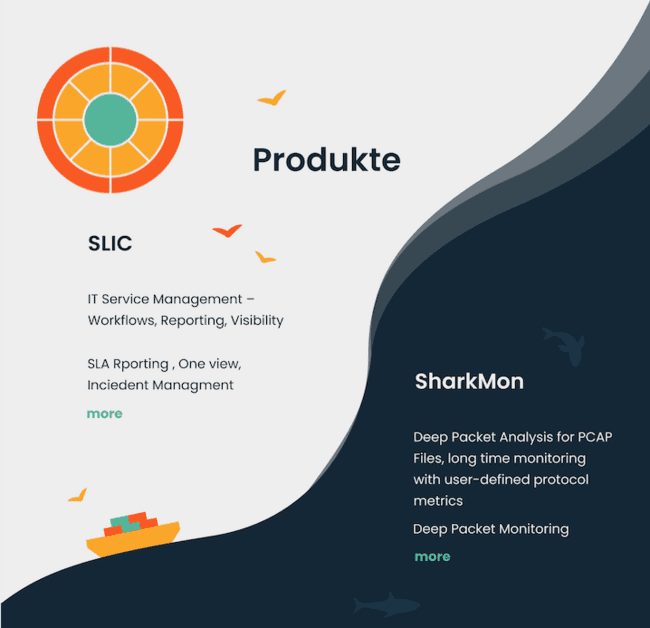 Produkte
SLIC
IT Service Management –
Workflows, Reporting, Visibility
SLA Rporting , One view,
Inciedent Managment
more
SharkMon
Deep Packet Analysis for PCAP
Files, long time monitoring
with user-defined protocol
metrics
Deep Packet Monitoring
more